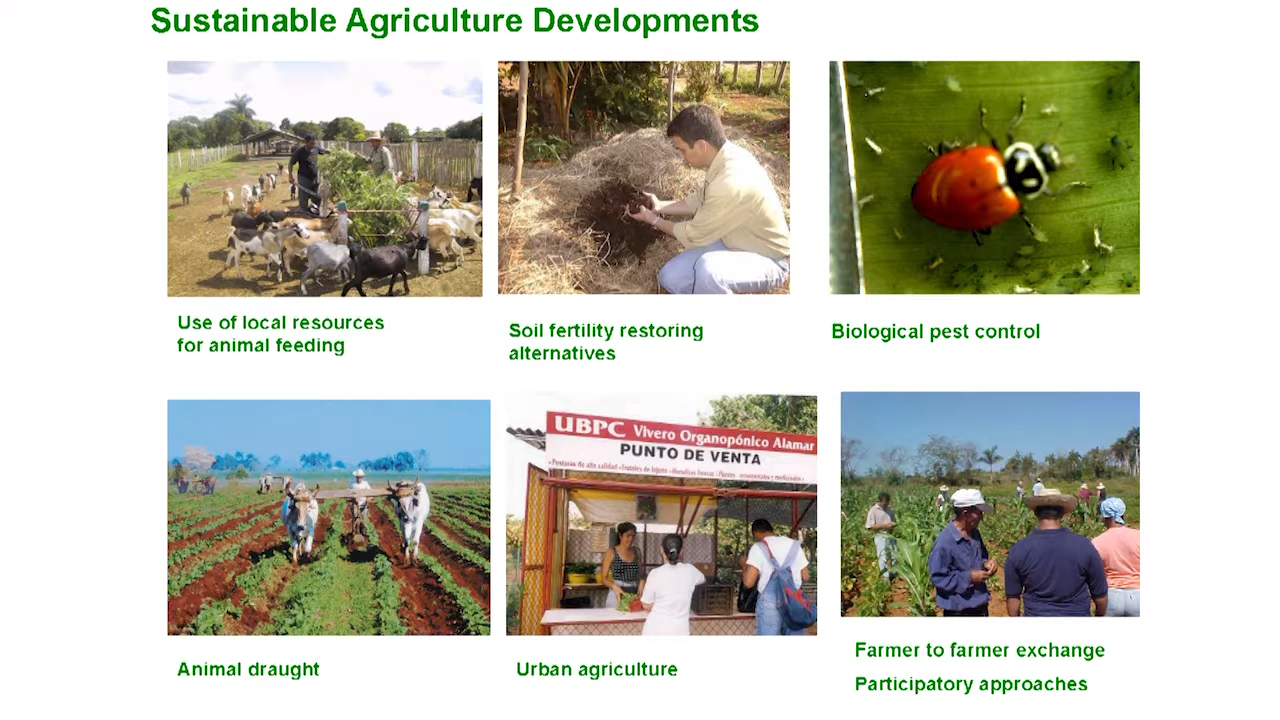 Sustainable Agriculture Developments
Use of local resources
for animal feeding
Soil fertility restoring
alternatives
Biological pest control
UBPC Vivero Organopónico Alamar
PUNTO DE VENTA
Animal draught
Urban agriculture
Farmer to farmer exchange
Participatory approaches